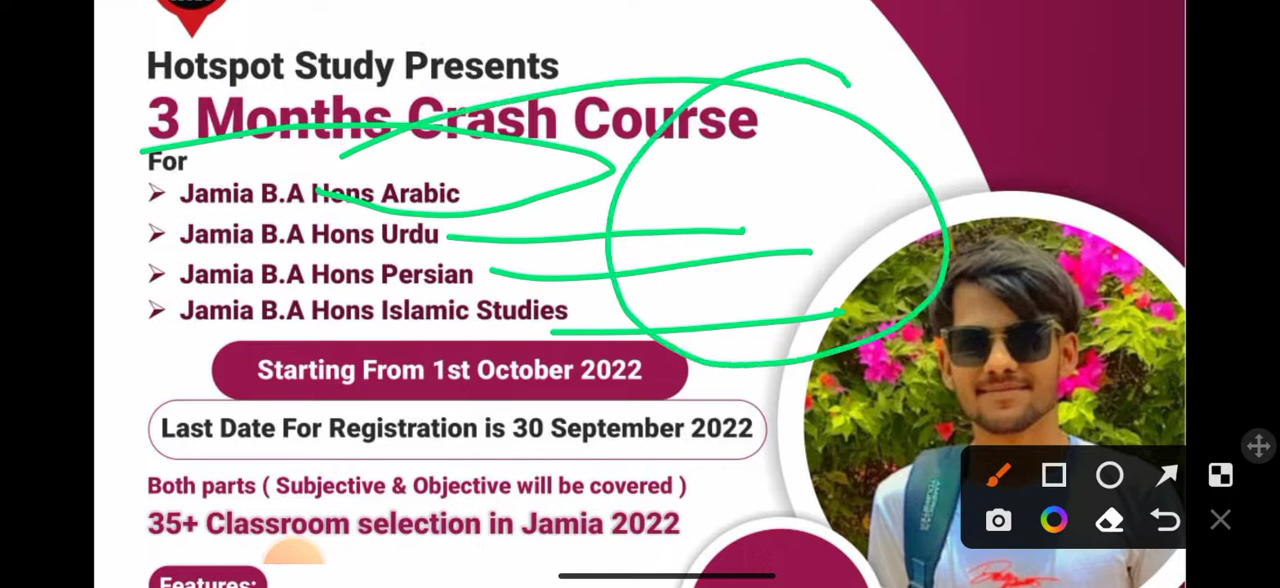 Hotspot Study Presents
3 Months Crash Course
For
Jamia B.A Hons Arabic
Jamia B.A Hons Urdu
Jamia B.A Hons Persian
Jamia B.A Hons Islamic Studies
Starting From 1st October 2022
Last Date For Registration is 30 September 2022
Both parts ( Subjective & Objective will be covered )
35+ Classroom selection in Jamia 2022
Features: